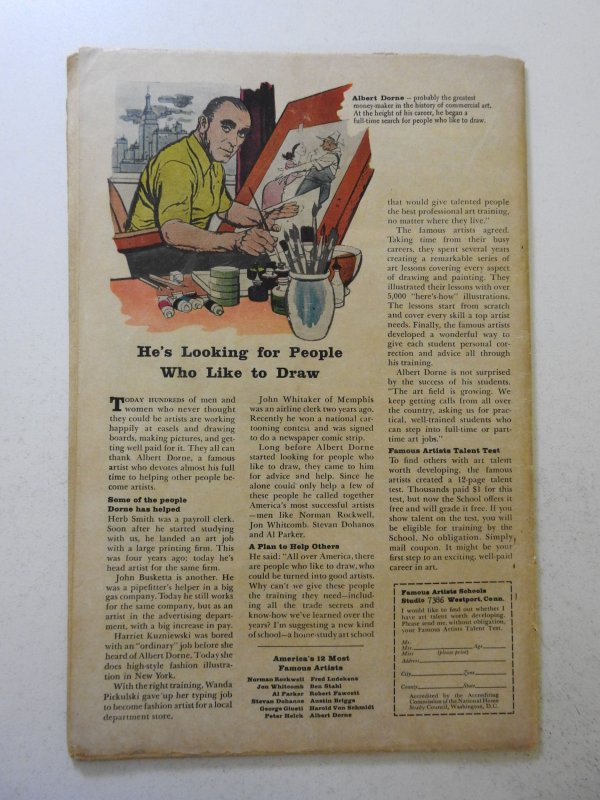 Albert Dorne – probably the greatest
money-maker in the history of commercial art.
At the height of his career, he began a
full-time search for people who like to draw.
He's Looking for People
Who Like to Draw
TODAY HUNDREDS of men and
women who never thought
they could be artists are working
happily at easels and drawing
boards, making pictures, and get-
ting well paid for it. They all can
thank Albert Dorne, a famous
artist who devotes almost his full
time to helping other people be-
come artists.
Some of the people
Dorne has helped
Herb Smith was a payroll clerk.
Soon after he started studying
with us, he landed an art job
with a large printing firm. This
was four years ago; today he's
head artist for the same firm.
John Busketta is another. He
was a pipefitter's helper in a big
gas company. Today he still works
for the same company, but as an
artist in the advertising depart-
ment, with a big increase in pay.
Harriet Kuzniewski was bored
with an "ordinary" job before she
heard of Albert Dorne. Today she
does high-style fashion illustra-
tion in New York.
With the right training, Wanda
Pickulski gave up her typing job
to become fashion artist for a local
department store.
John Whitaker of Memphis
was an airline clerk two years ago.
Recently he won a national car-
tooning contest and was signed
to do a newspaper comic strip.
Long before Albert Dorne
started looking for people who
like to draw, they came to him
for advice and help. Since he
alone could only help a few of
these people he called together
America's most successful artists
—men like Norman Rockwell,
Jon Whitcomb, Stevan Dohanos
and Al Parker.
A Plan to Help Others
He said: "All over America, there
are people who like to draw, who
could be turned into good artists.
Why can't we give these people
the training they need—includ-
ing all the trade secrets and
know-how we've learned over the
years? I'm suggesting a new kind
of school—a home-study art school
America's 12 Most
Famous Artists
Norman Rockwell Fred Ludekens
Jon Whitcomb Ben Stahl
Al Parker Robert Fawcett
Stevan Dohanos Austin Briggs
George Giusti Harold Von Schmidt
Peter Helck Albert Dorne
that would give talented people
the best professional art training,
no matter where they live."
The famous artists agreed.
Taking time from their busy
careers, they spent several years
creating a remarkable series of
art lessons covering every aspect
of drawing and painting. They
illustrated their lessons with over
5,000 "here's-how" illustrations.
The lessons start from scratch
and cover every skill a top artist
needs. Finally, the famous artists
developed a wonderful way to
give each student personal cor-
rection and advice all through
his training.
Albert Dorne is not surprised
by the success of his students.
"The art field is growing. We
keep getting calls from all over
the country, asking us for prac-
tical, well-trained students who
can step into full-time or part-
time art jobs."
Famous Artists Talent Test
To find others with art talent
worth developing, the famous
artists created a 12-page talent
test. Thousands paid $1 for this
test, but now the School offers it
free and will grade it free. If you
show talent on the test, you will
be eligible for training by the
School. No obligation. Simply
mail coupon. It might be your
first step to an exciting, well-paid
career in art.
Famous Artists Schools
Studio 7386 Westport, Conn.
I would like to find out whether I
have art talent worth developing.
Please send me, without obligation,
your Famous Artists Talent Test.
Mr.
Mrs. Age
Miss (please print)
Address
City Zone
County State
Accredited by the Accrediting
Commission of the National Home
Study Council, Washington, D.C.